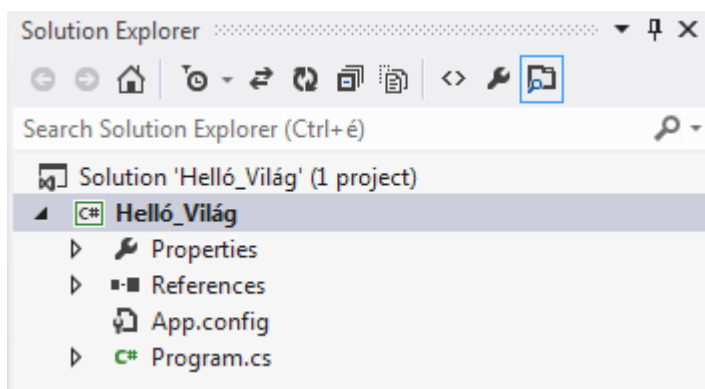 Solution Explorer
Search Solution Explorer (Ctrl+é)
Solution 'Helló_Világ' (1 project)
C# Helló_Világ
Properties
References
App.config
C# Program.cs